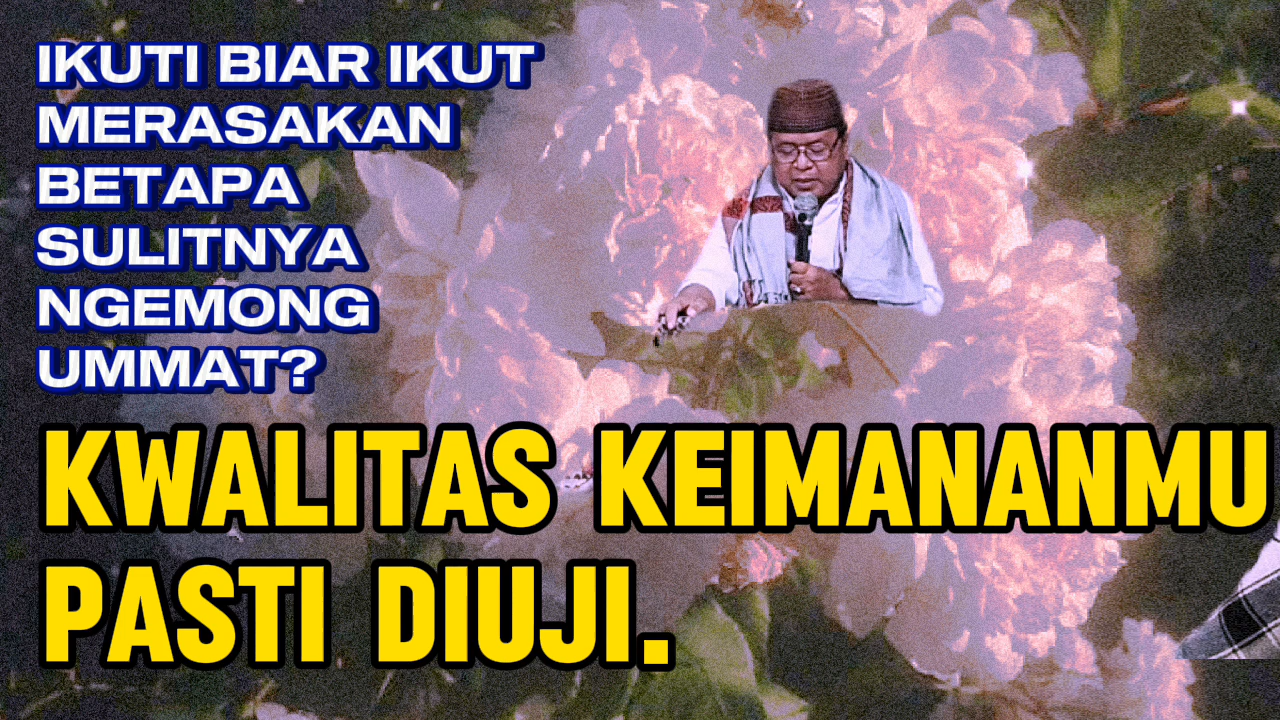 IKUTI BIAR IKUT
MERASAKAN
BETAPA
SULITNYA
NGEMONG
UMMAT?
KWALITAS KEIMANANMU
PASTI DIUJI.